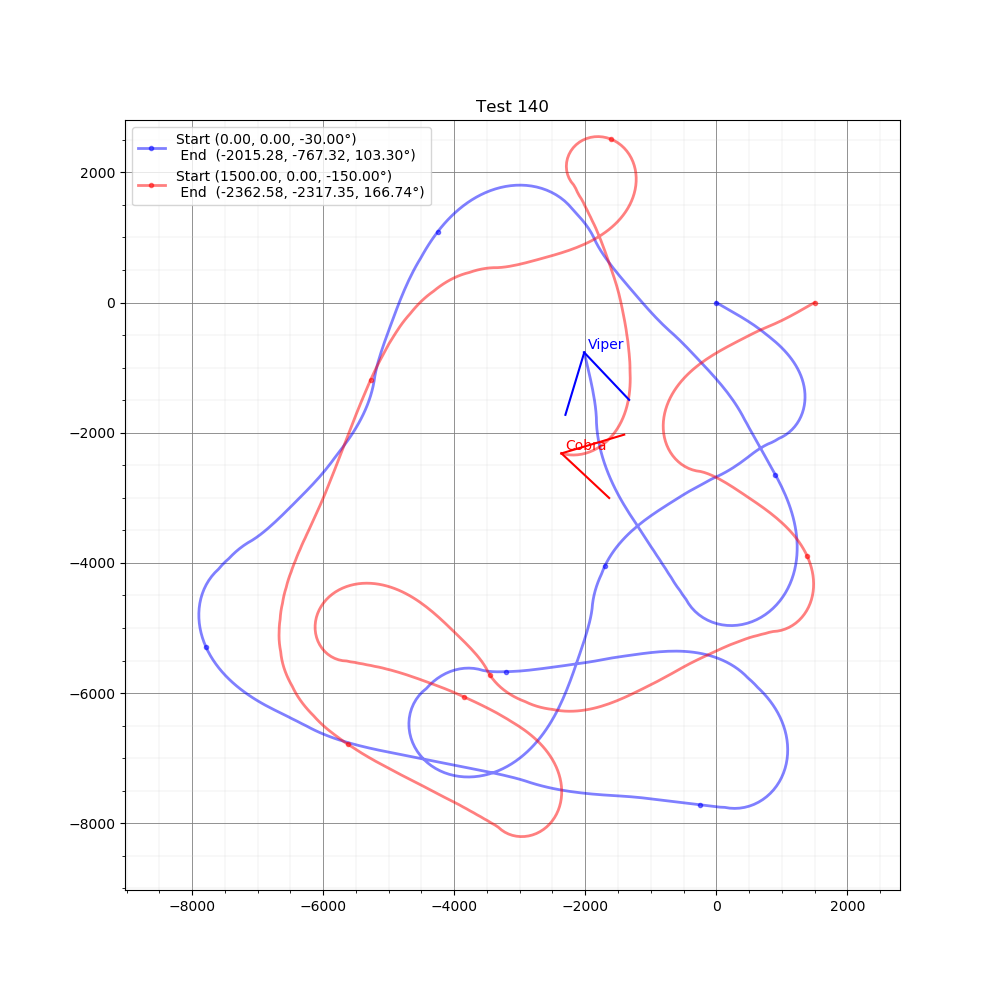 Test 140
Start (0.00, 0.00, -30.00°)
End (-2015.28, -767.32, 103.30°)
Start (1500.00, 0.00, -150.00°)
End (-2362.58, -2317.35, 166.74°)
2000
0
−2000
−4000
−6000
−8000
Viper
Cobra
−8000 −6000 −4000 −2000 0 2000